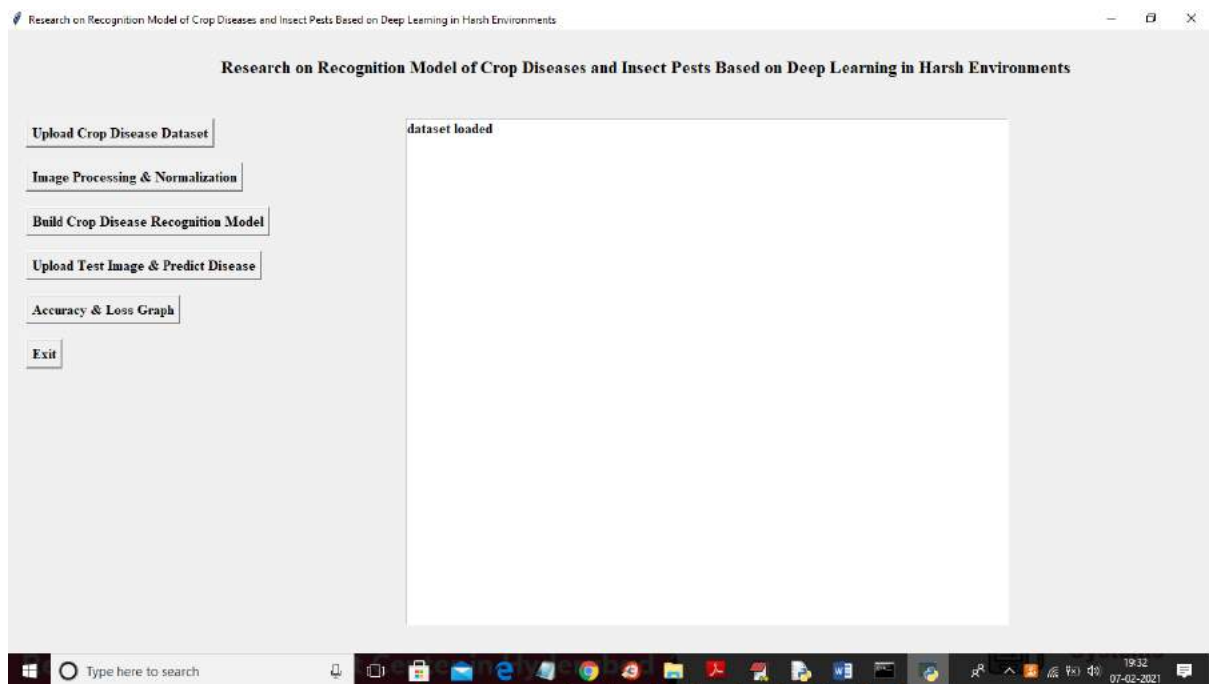 Research on Recognition Model of Crop Diseases and Insect Pests Based on Deep Learning in Harsh Environments
Research on Recognition Model of Crop Diseases and Insect Pests Based on Deep Learning in Harsh Environments
Upload Crop Disease Dataset
dataset loaded
Image Processing & Normalization
Build Crop Disease Recognition Model
Upload Test Image & Predict Disease
Accuracy & Loss Graph
Exit
Type here to search
19:32
07-02-2021